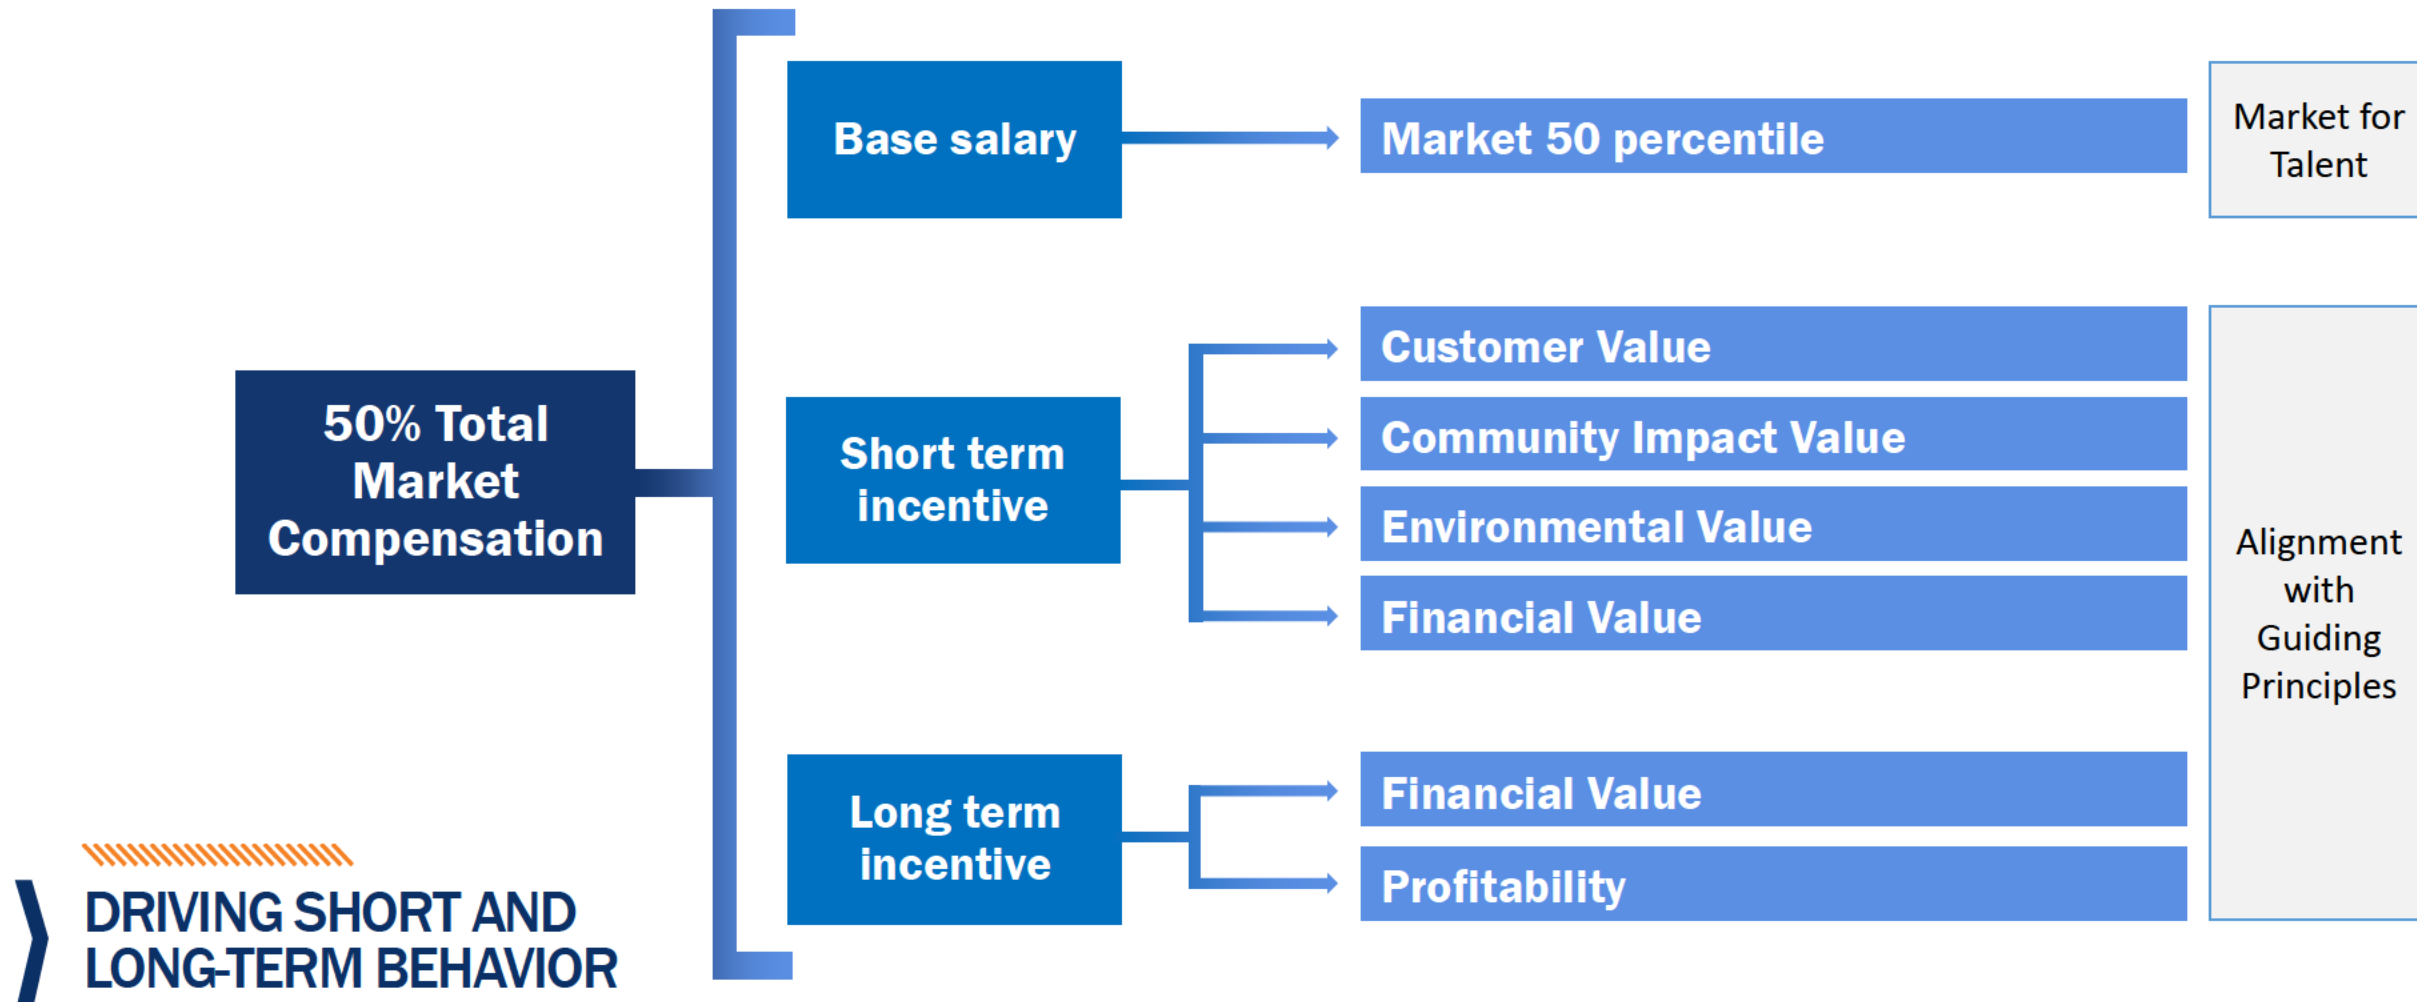 50% Total
Market
Compensation
Base salary
Market 50 percentile
Market for
Talent
Short term
incentive
Customer Value
Community Impact Value
Environmental Value
Financial Value
Alignment
with
Guiding
Principles
Long term
incentive
Financial Value
Profitability
DRIVING SHORT AND
LONG-TERM BEHAVIOR